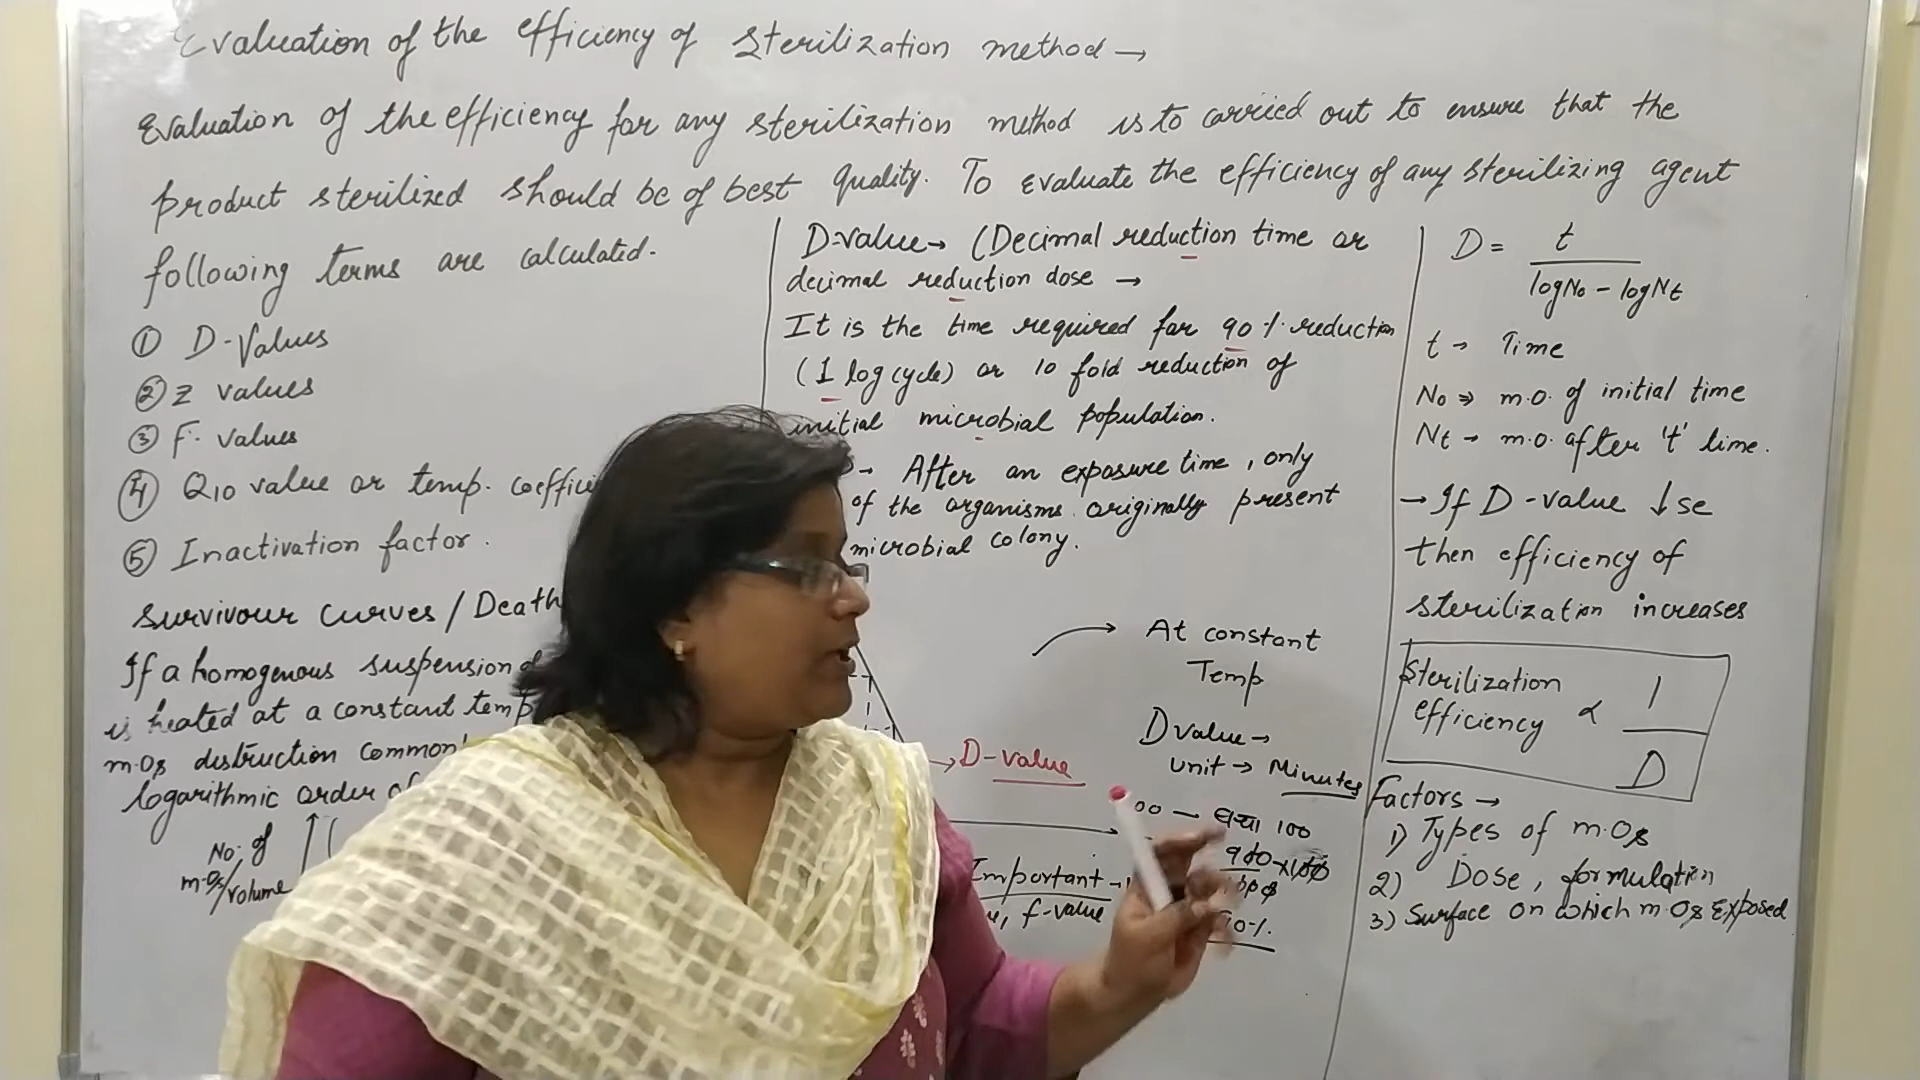 Evaluation of the efficiency of sterilization method →
Evaluation of the efficiency for any sterilization method is to carried out to ensure that the
product sterilized should be of best quality. To evaluate the efficiency of any sterilizing agent
following terms are calculated.
① D-Values
② Z values
③ F. values
④ Q10 value or temp.
⑤ Inactivation factor.
Survivour curves / Death
If a homogenous suspension
is heated at a constant temp
m.Os distruction
logarithmic order of
No; of
m.Os/volume
D-value → (Decimal reduction time or
decimal reduction dose →
It is the time required for 90% reduction
(1 log cycle) or 10 fold reduction of
initial microbial population.
→ After an exposure time, only
of the organisms originally present
microbial colony.
At constant
Temp
→ D-value
D value →
unit → Minutes
00 – बचा 100
900 × 100
90%.
Important →
f-value
D = t / log No - log Nt
t → Time
No ⇒ m.o. of initial time
Nt → m.o. after 't' time.
→ If D-value ↓se
then efficiency of
sterilization increases
Sterilization efficiency ∝ 1 / D
Factors →
1) Types of m.Os
2) Dose, formulation
3) Surface on which m.Os Exposed